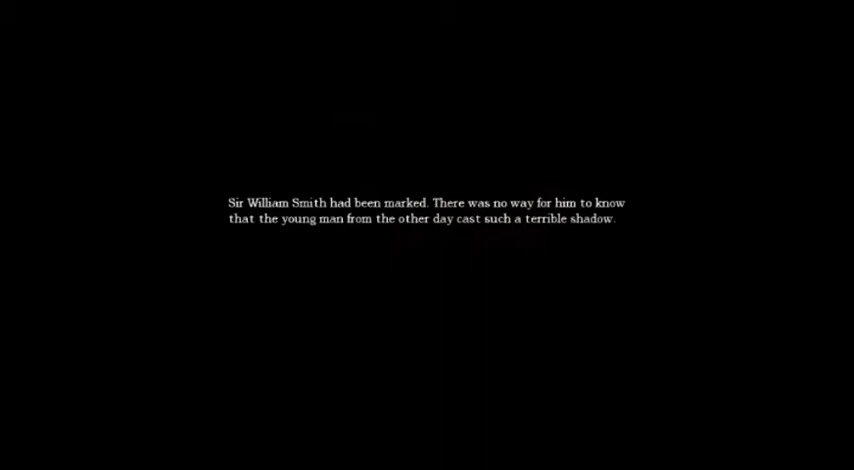 Sir William Smith had been marked. There was no way for him to know
that the young man from the other day cast such a terrible shadow.